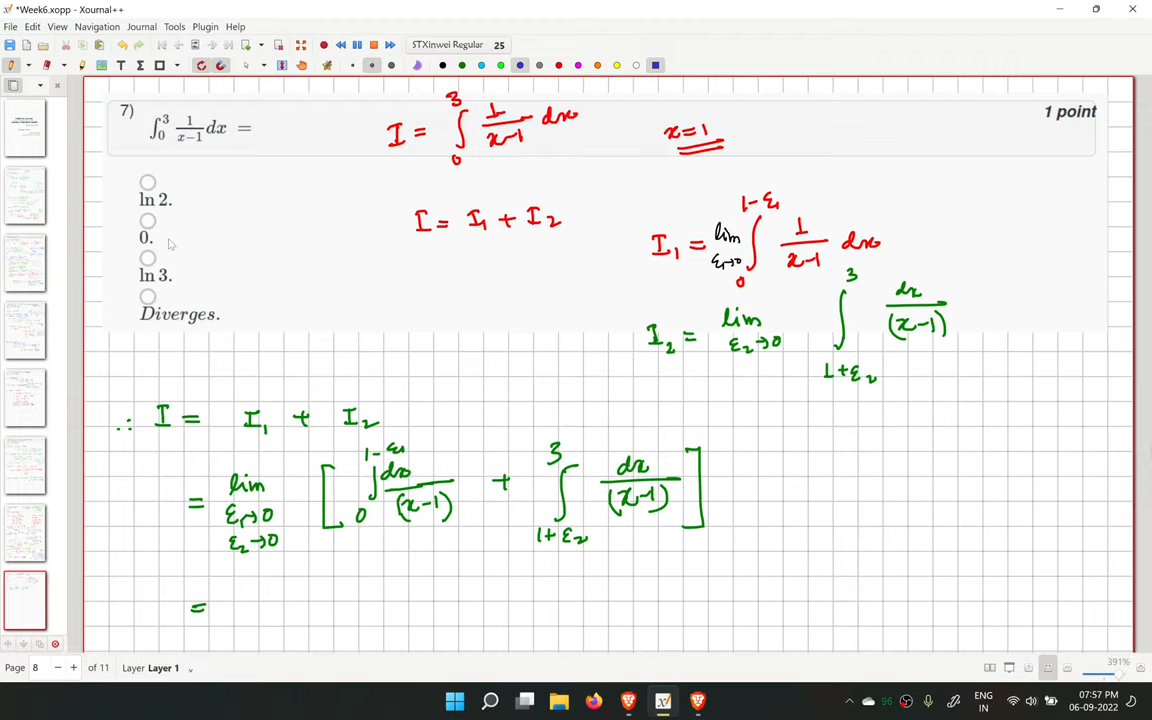 *Week6.xopp - Xournal++
File Edit View Navigation Journal Tools Plugin Help
STXinwei Regular 25
7) ∫₀³ 1/(x−1) dx =
1 point
ln 2.
0.
ln 3.
Diverges.
I = ∫₀³ 1/(x-1) dx
x=1
I = I₁ + I₂
I₁ = lim ε₁→0 ∫₀^(1-ε₁) 1/(x-1) dx
I₂ = lim ε₂→0 ∫_(1+ε₂)^3 dx/(x-1)
∴ I = I₁ + I₂
= lim ε₁→0 ε₂→0 [ ∫₀^(1-ε₁) dx/(x-1) + ∫_(1+ε₂)^3 dx/(x-1) ]
=
Page 8 of 11 Layer Layer 1
391%
96 ENG IN 07:57 PM 06-09-2022